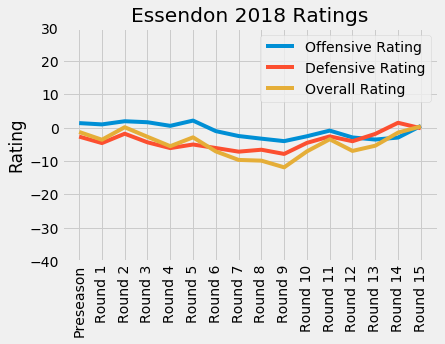 Essendon 2018 Ratings
Offensive Rating
Defensive Rating
Overall Rating
Rating
30
20
10
0
−10
−20
−30
−40
Preseason
Round 1
Round 2
Round 3
Round 4
Round 5
Round 6
Round 7
Round 8
Round 9
Round 10
Round 11
Round 12
Round 13
Round 14
Round 15